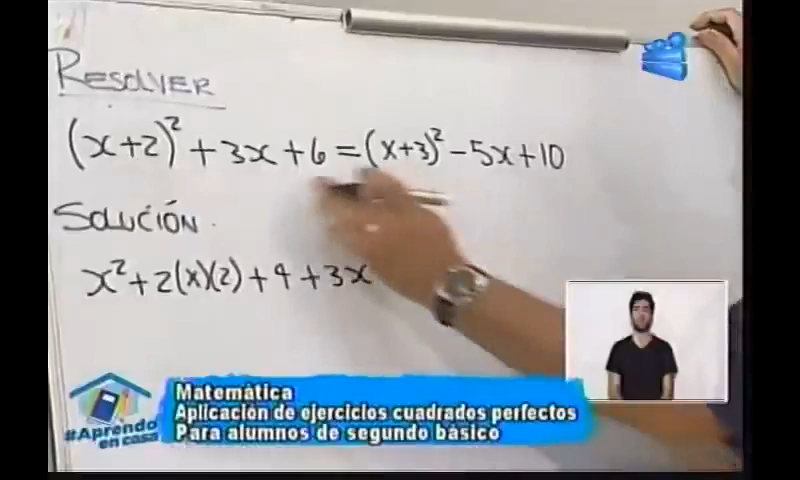 RESOLVER
(x+2)² + 3x + 6 = (x+3)² - 5x + 10
SOLUCIÓN.
x² + 2(x)(2) + 4 + 3x
Matemática
Aplicación de ejercicios cuadrados perfectos
Para alumnos de segundo básico
#Aprendo
en casa